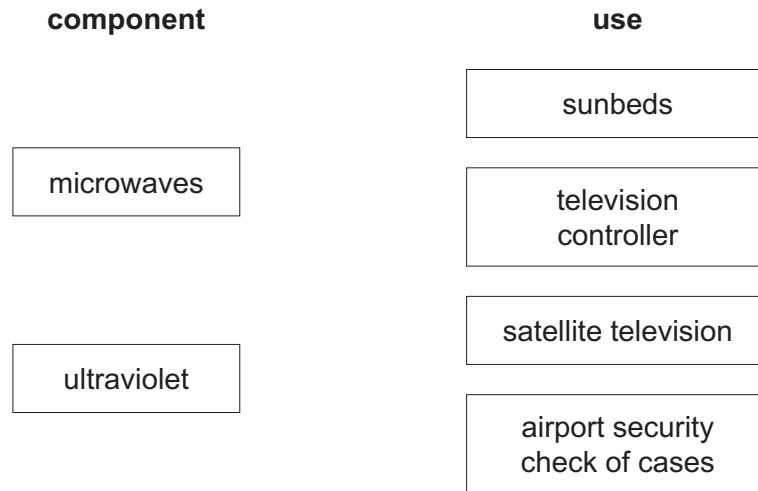 component
use
sunbeds
microwaves
television
controller
satellite television
ultraviolet
airport security
check of cases